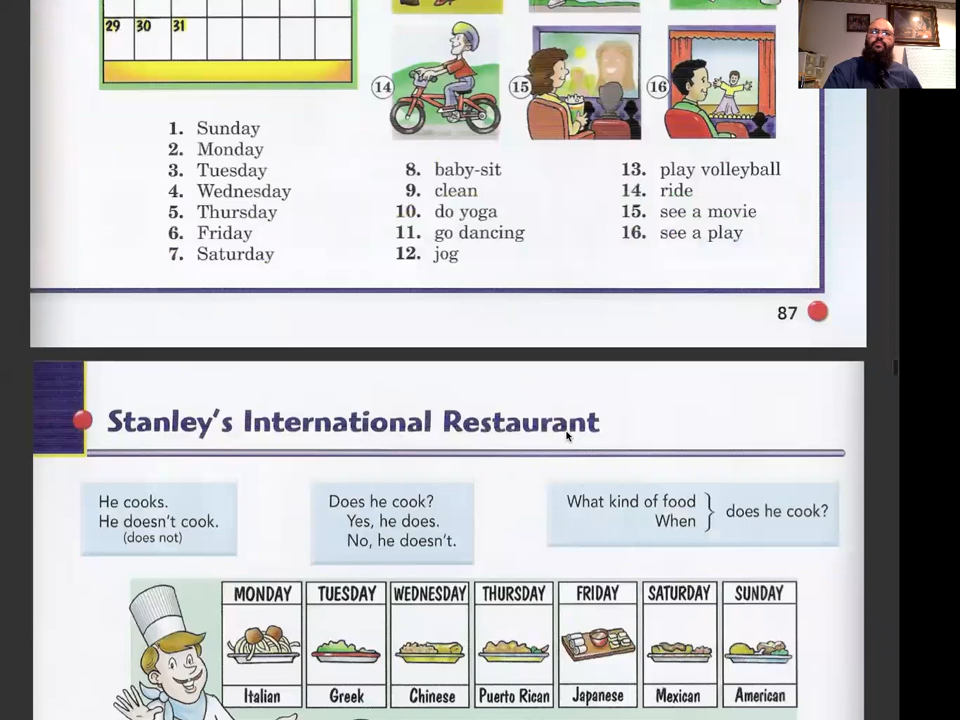 29 30 31
14 15 16
1. Sunday
2. Monday
3. Tuesday
4. Wednesday
5. Thursday
6. Friday
7. Saturday
8. baby-sit
9. clean
10. do yoga
11. go dancing
12. jog
13. play volleyball
14. ride
15. see a movie
16. see a play
87
Stanley's International Restaurant
He cooks.
He doesn't cook.
(does not)
Does he cook?
Yes, he does.
No, he doesn't.
What kind of food
When
does he cook?
MONDAY TUESDAY WEDNESDAY THURSDAY FRIDAY SATURDAY SUNDAY
Italian Greek Chinese Puerto Rican Japanese Mexican American